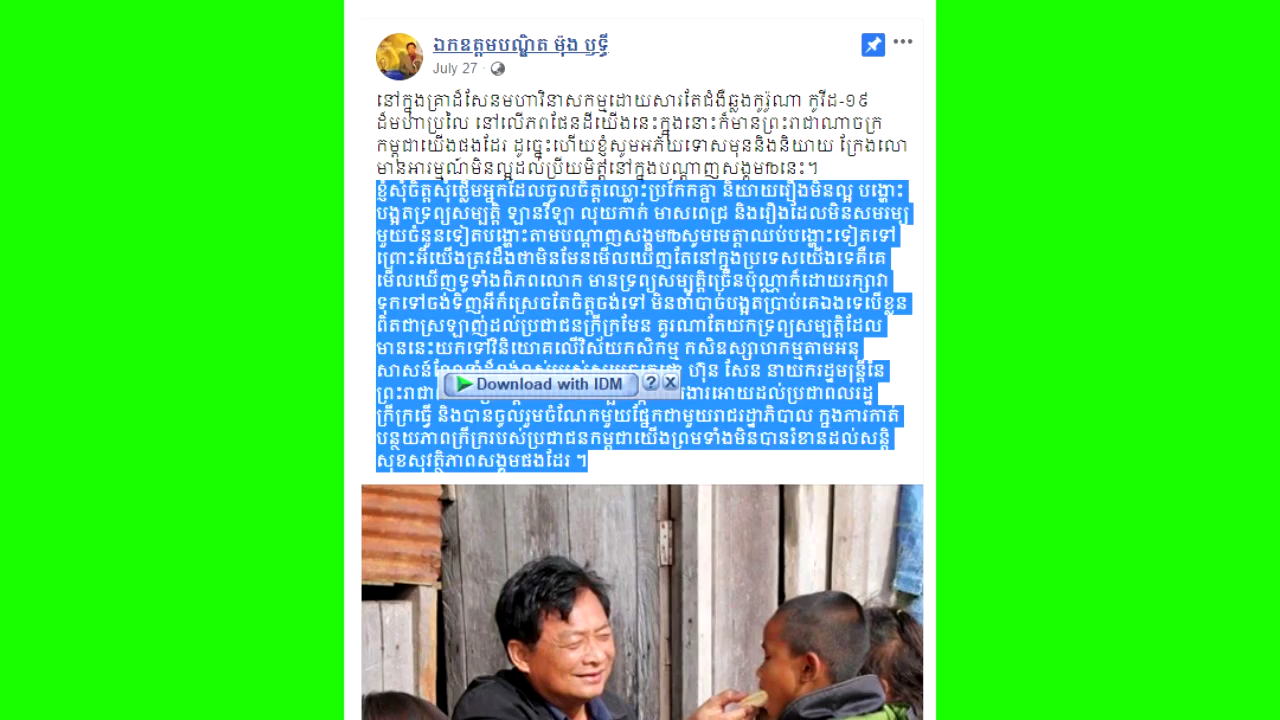 ឯកឧត្តមបណ្ឌិត ម៉ុង ឫទ្ធី
July 27 ·
នៅក្នុងគ្រាដ៏សែនមហាវិនាសកម្មដោយសារតែជំងឺឆ្លងកូរ៉ូណា កូវីដ-១៩
ដ៏មហាប្រល័យ នៅលើភពផែនដីយើងនេះក្នុងនោះក៏មានព្រះរាជាណាចក្រ
កម្ពុជាយើងផងដែរ ដូច្នេះហើយខ្ញុំសូមអភ័យទោសមុននិងនិយាយ ក្រែងលោ
មានអារម្មណ៍មិនល្អដល់ប្រីយមិត្តនៅក្នុងបណ្តាញសង្គមfbនេះ។
ខ្ញុំសុំចិត្តសុំថ្លើមអ្នកដែលចូលចិត្តឈ្លោះប្រកែកគ្នា និយាយរឿងមិនល្អ បង្ហោះ
បង្អួតទ្រព្យសម្បត្តិ ឡានវីឡា លុយកាក់ មាសពេជ្រ និងរឿងដែលមិនសមរម្យ
មួយចំនួនទៀតបង្ហោះតាមបណ្តាញសង្គមfbសូមមេត្តាឈប់បង្ហោះទៀតទៅ
ព្រោះអីយើងត្រូវដឹងថាមិនមែនមើលឃើញតែនៅក្នុងប្រទេសយើងទេគឺគេ
មើលឃើញទូទាំងពិភពលោក មានទ្រព្យសម្បត្តិច្រើនប៉ុណ្ណាក៏ដោយរក្សាវា
ទុកទៅចង់ទិញអីក៏ស្រេចតែចិត្តចង់ទៅ មិនចាំបាច់បង្អួតប្រាប់គេឯងទេបើខ្លួន
ពិតជាស្រឡាញ់ដល់ប្រជាជនក្រីក្រមែន គួរណាតែយកទ្រព្យសម្បត្តិដែល
មាននេះយកទៅវិនិយោគលើវិស័យកសិកម្ម កសិឧស្សាហកម្មតាមអនុ
ហ៊ុន សែន នាយករដ្ឋមន្ត្រីនៃ
Download with IDM
? X
ការងារអោយដល់ប្រជាពលរដ្ឋ
ក្រីក្រធ្វើ និងបានចូលរួមចំណែកមួយផ្នែកជាមួយរាជរដ្ឋាភិបាល ក្នុងការកាត់
បន្ថយភាពក្រីក្ររបស់ប្រជាជនកម្ពុជាយើងព្រមទាំងមិនបានរំខានដល់សន្តិ
សុខសុវត្ថិភាពសង្គមផងដែរ ។